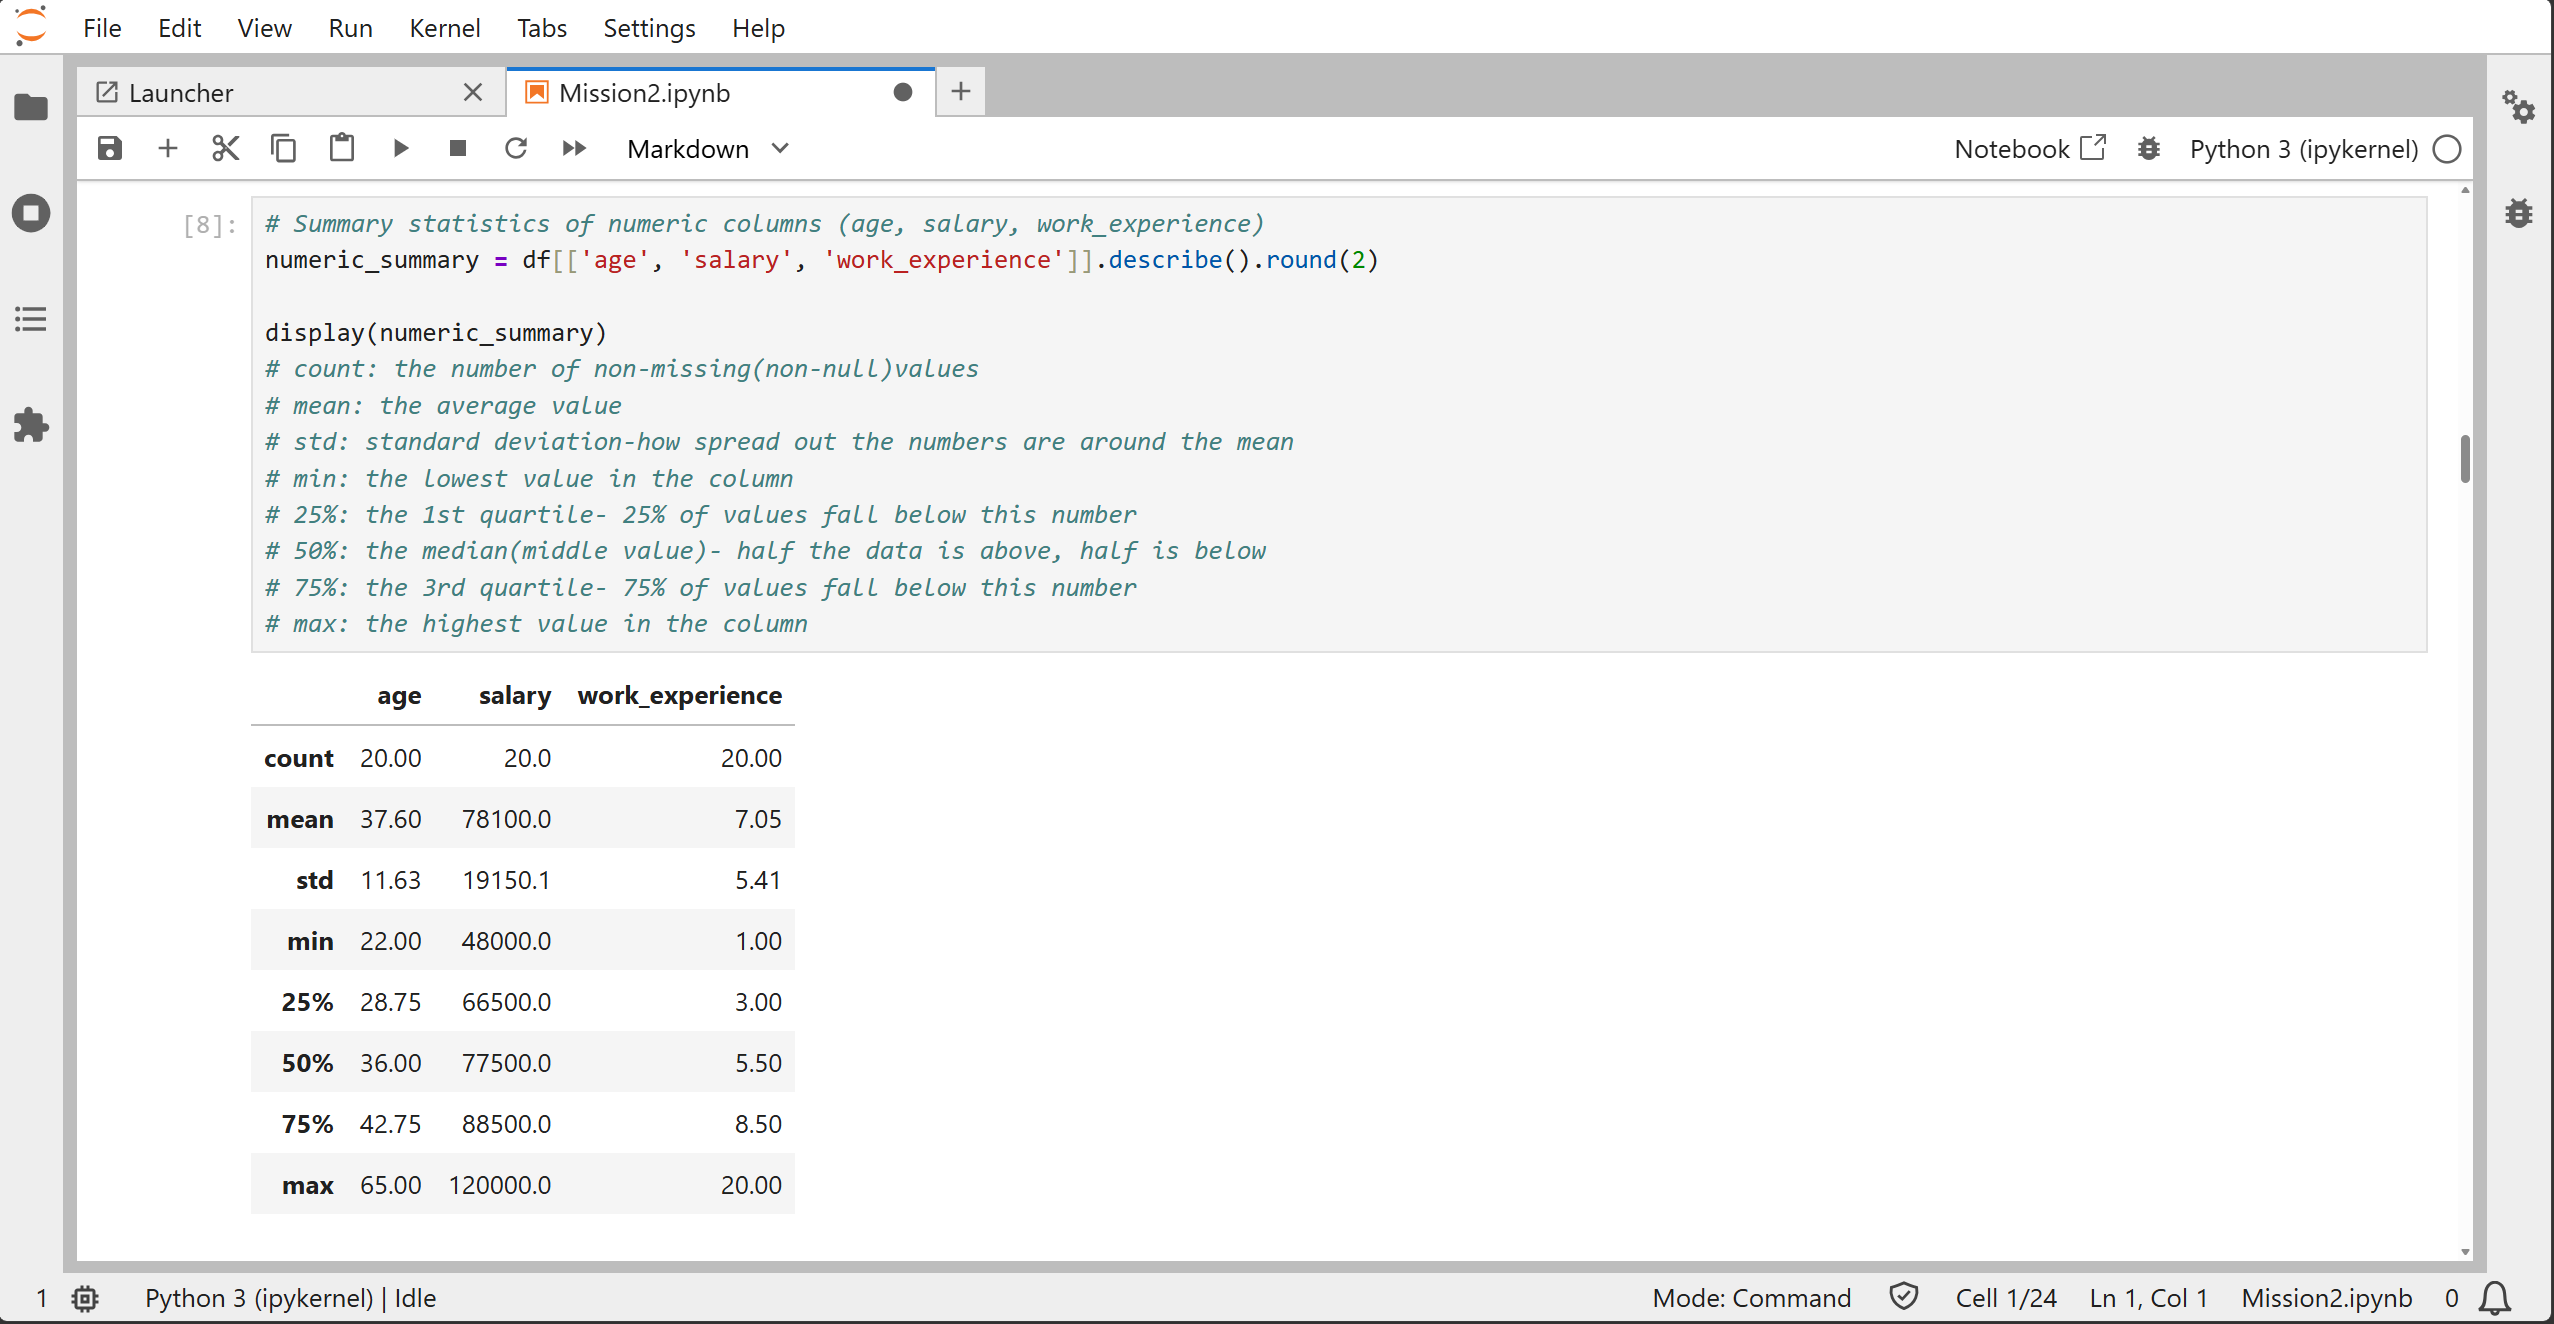 File Edit View Run Kernel Tabs Settings Help
Launcher Mission2.ipynb
Markdown Notebook Python 3 (ipykernel)
[8]: # Summary statistics of numeric columns (age, salary, work_experience)
numeric_summary = df[['age', 'salary', 'work_experience']].describe().round(2)
display(numeric_summary)
# count: the number of non-missing(non-null)values
# mean: the average value
# std: standard deviation-how spread out the numbers are around the mean
# min: the lowest value in the column
# 25%: the 1st quartile- 25% of values fall below this number
# 50%: the median(middle value)- half the data is above, half is below
# 75%: the 3rd quartile- 75% of values fall below this number
# max: the highest value in the column
age salary work_experience
count 20.00 20.0 20.00
mean 37.60 78100.0 7.05
std 11.63 19150.1 5.41
min 22.00 48000.0 1.00
25% 28.75 66500.0 3.00
50% 36.00 77500.0 5.50
75% 42.75 88500.0 8.50
max 65.00 120000.0 20.00
1 Python 3 (ipykernel) | Idle Mode: Command Cell 1/24 Ln 1, Col 1 Mission2.ipynb 0